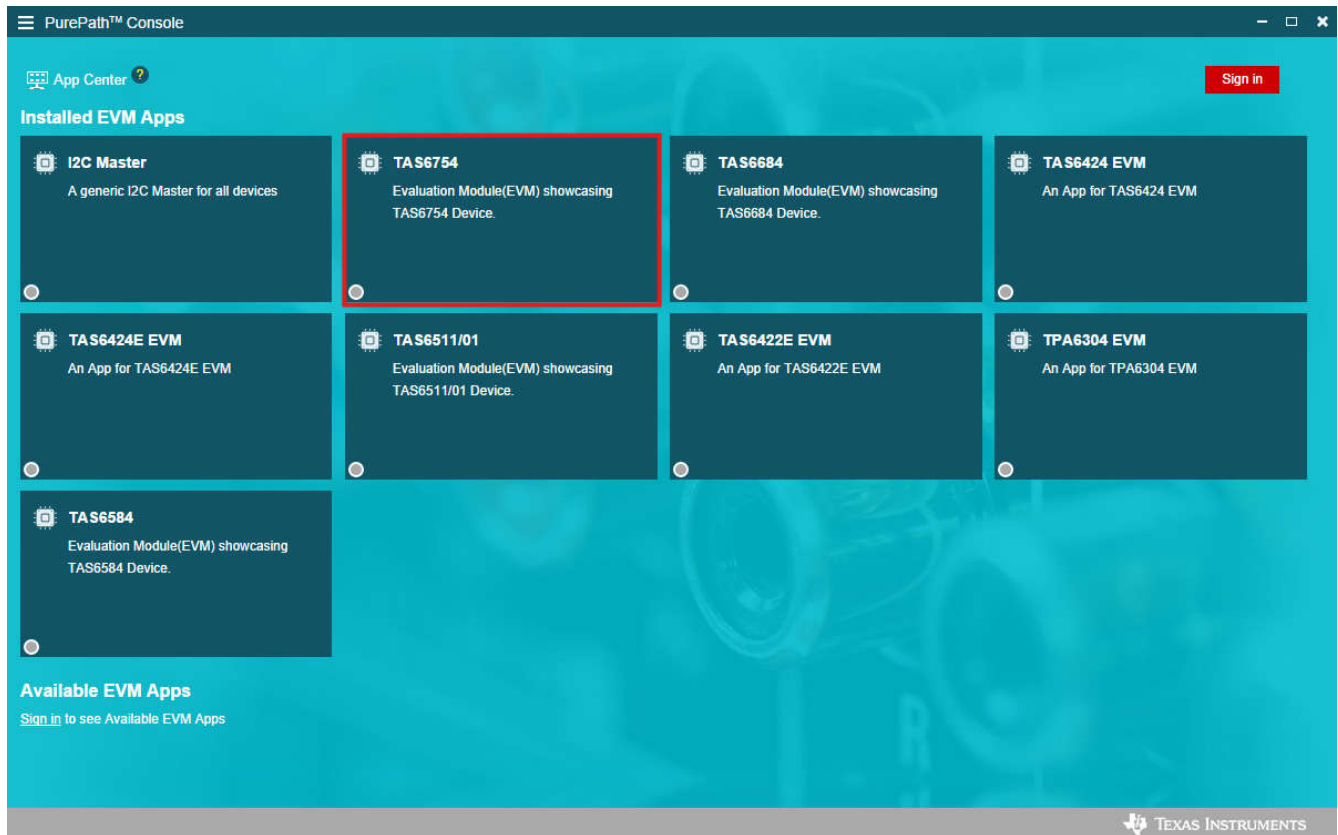 PurePath™ Console
App Center ?
Sign in
Installed EVM Apps
I2C Master
A generic I2C Master for all devices
TAS6754
Evaluation Module(EVM) showcasing
TAS6754 Device.
TAS6684
Evaluation Module(EVM) showcasing
TAS6684 Device.
TAS6424 EVM
An App for TAS6424 EVM
TAS6424E EVM
An App for TAS6424E EVM
TAS6511/01
Evaluation Module(EVM) showcasing
TAS6511/01 Device.
TAS6422E EVM
An App for TAS6422E EVM
TPA6304 EVM
An App for TPA6304 EVM
TAS6584
Evaluation Module(EVM) showcasing
TAS6584 Device.
Available EVM Apps
Sign in to see Available EVM Apps
TEXAS INSTRUMENTS